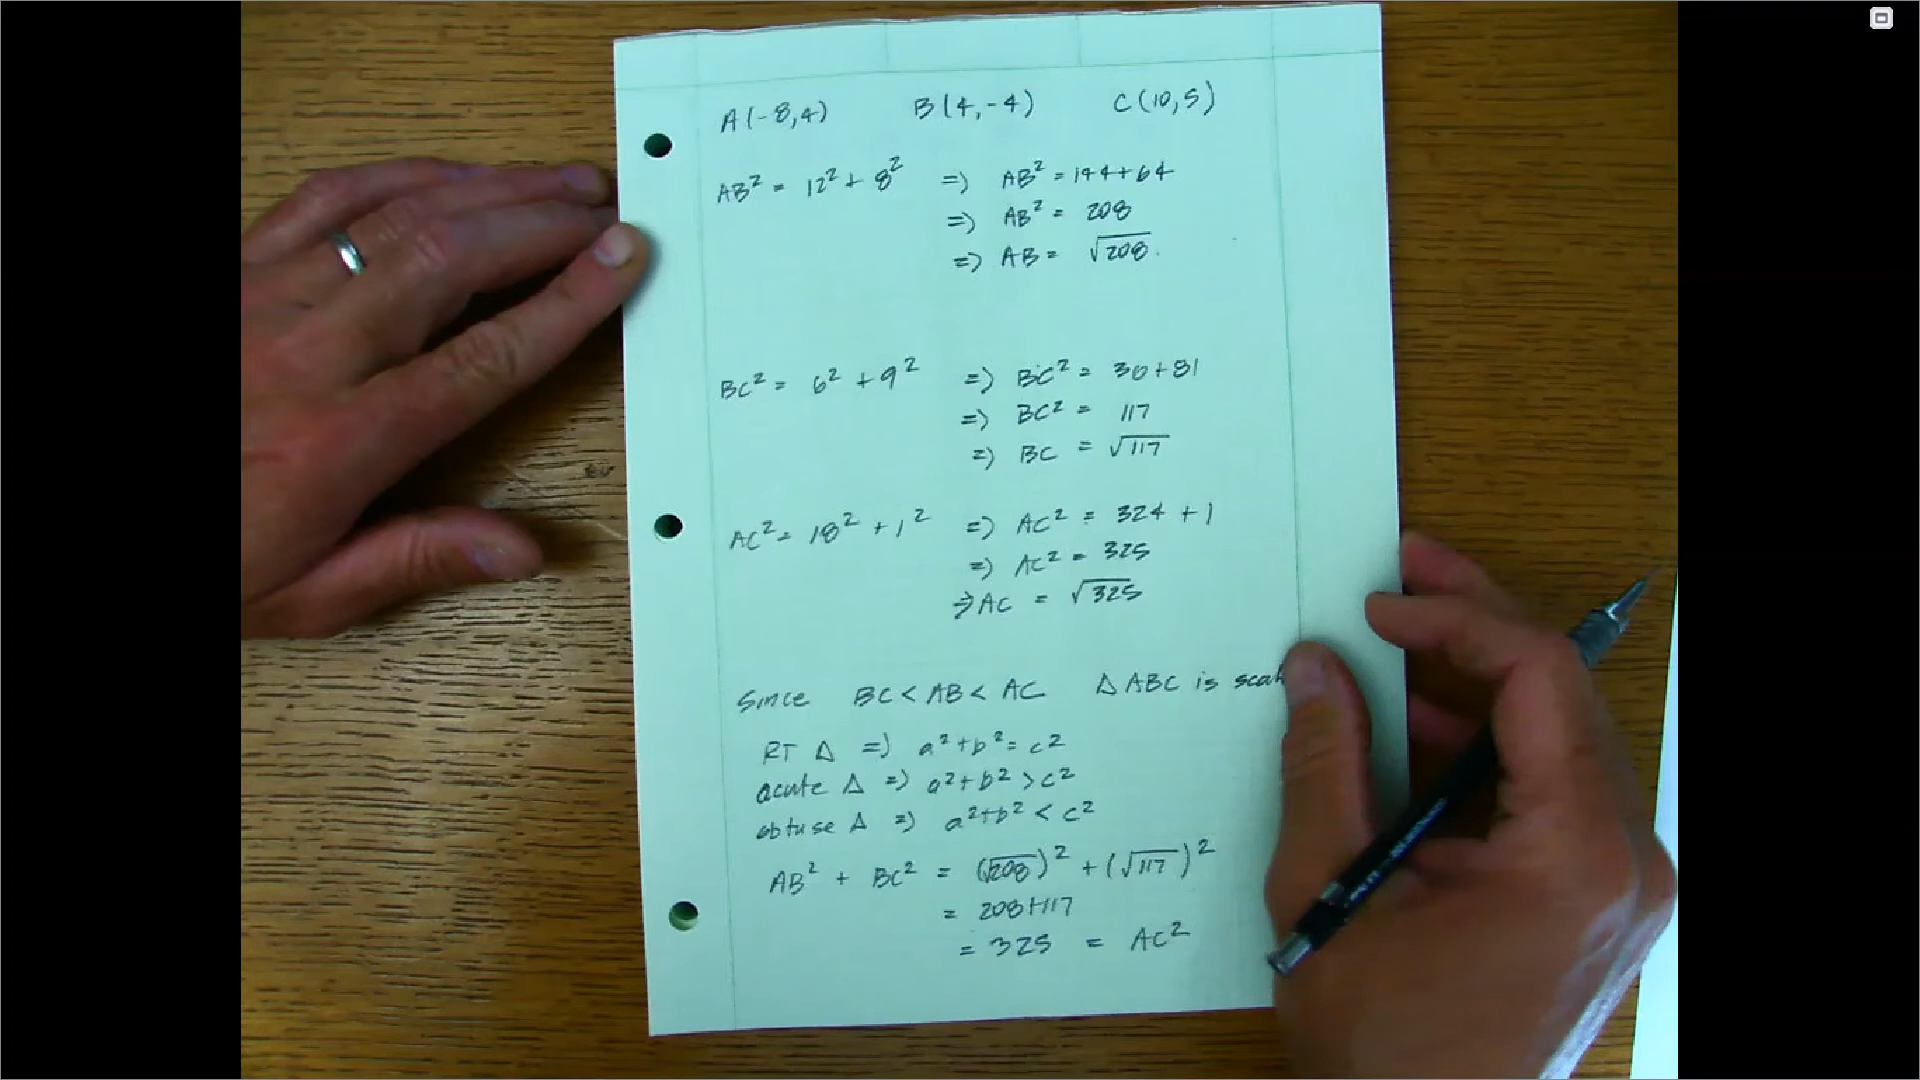 A(-8,4) B(4,-4) C(10,5)
AB² = 12² + 8² => AB² = 144+64
=> AB² = 208
=> AB = √208.
BC² = 6² + 9² => BC² = 36+81
=> BC² = 117
=> BC = √117
AC² = 18² + 1² => AC² = 324 + 1
=> AC² = 325
=> AC = √325
Since BC < AB < AC Δ ABC is
RT Δ => a²+b² = c²
acute Δ => a²+b² > c²
obtuse Δ => a²+b² < c²
AB² + BC² = (√208)² + (√117)²
= 208+117
= 325 = AC²